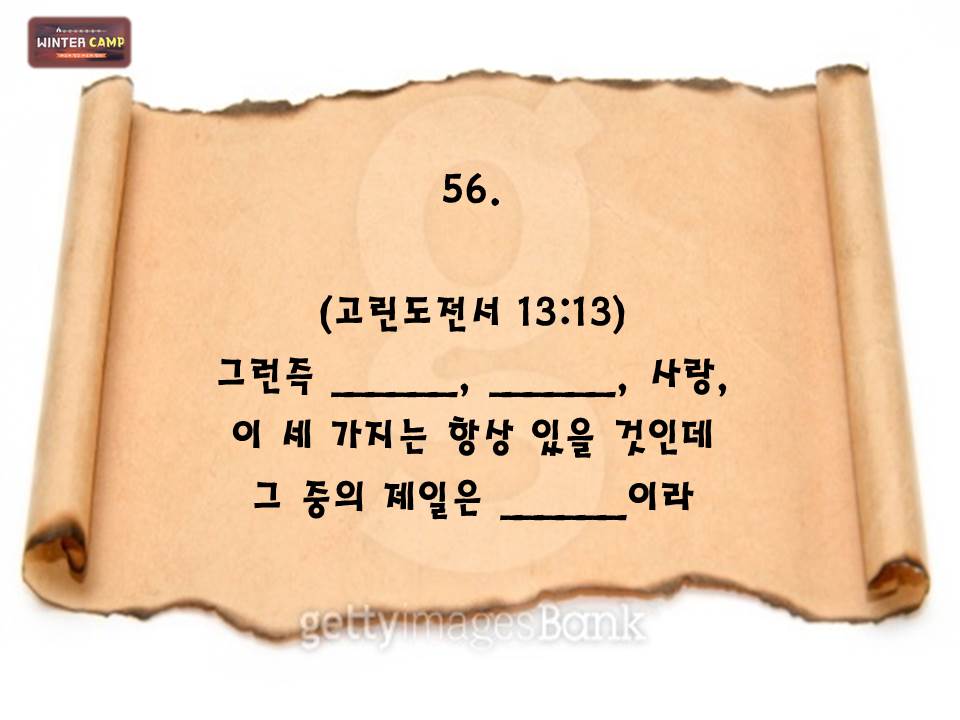 WINTER CAMP
56.
(고린도전서 13:13)
그런즉 ______, ______, 사랑,
이 세 가지는 항상 있을 것인데
그 중의 제일은 ______이라
gettyimagesBank